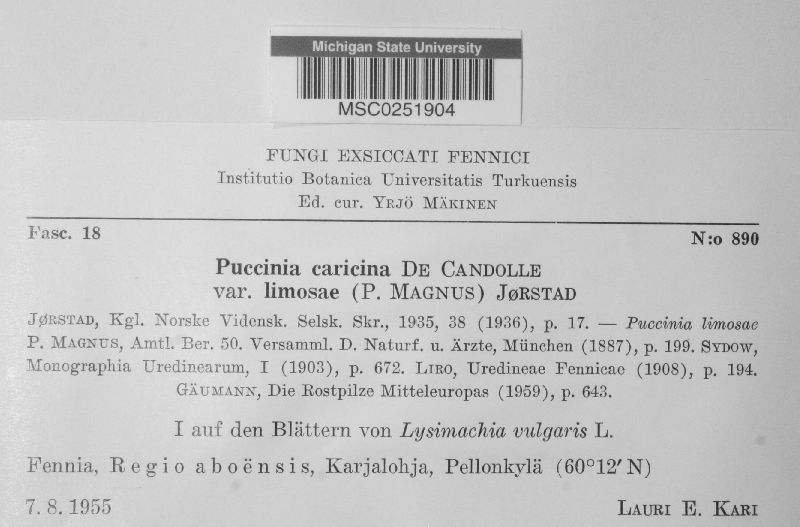 Michigan State University
MSC0251904
FUNGI EXSICCATI FENNICI
Institutio Botanica Universitatis Turkuensis
Ed. cur. YRJÖ MÄKINEN
Fasc. 18 N:o 890
Puccinia caricina DE CANDOLLE
var. limosae (P. MAGNUS) JØRSTAD
JØRSTAD, Kgl. Norske Vidensk. Selsk. Skr., 1935, 38 (1936), p. 17. — Puccinia limosae
P. MAGNUS, Amtl. Ber. 50. Versamml. D. Naturf. u. Ärzte, München (1887), p. 199. SYDOW,
Monographia Uredinearum, I (1903), p. 672. LIRO, Uredineae Fennicae (1908), p. 194.
GÄUMANN, Die Rostpilze Mitteleuropas (1959), p. 643.
I auf den Blättern von Lysimachia vulgaris L.
Fennia, Regio aboënsis, Karjalohja, Pellonkylä (60°12′ N)
7. 8. 1955 LAURI E. KARI